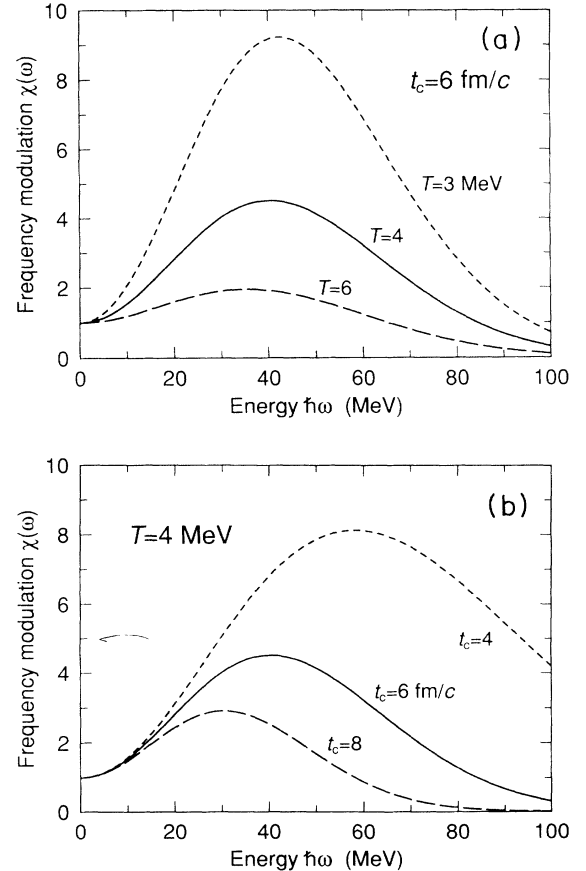 (a)
t_c=6 fm/c
10
8
6
4
2
0
Frequency modulation χ(ω)
T=3 MeV
T=4
T=6
0 20 40 60 80 100
Energy ħω (MeV)
(b)
T=4 MeV
10
8
6
4
2
0
Frequency modulation χ(ω)
t_c=4
t_c=6 fm/c
t_c=8
0 20 40 60 80 100
Energy ħω (MeV)